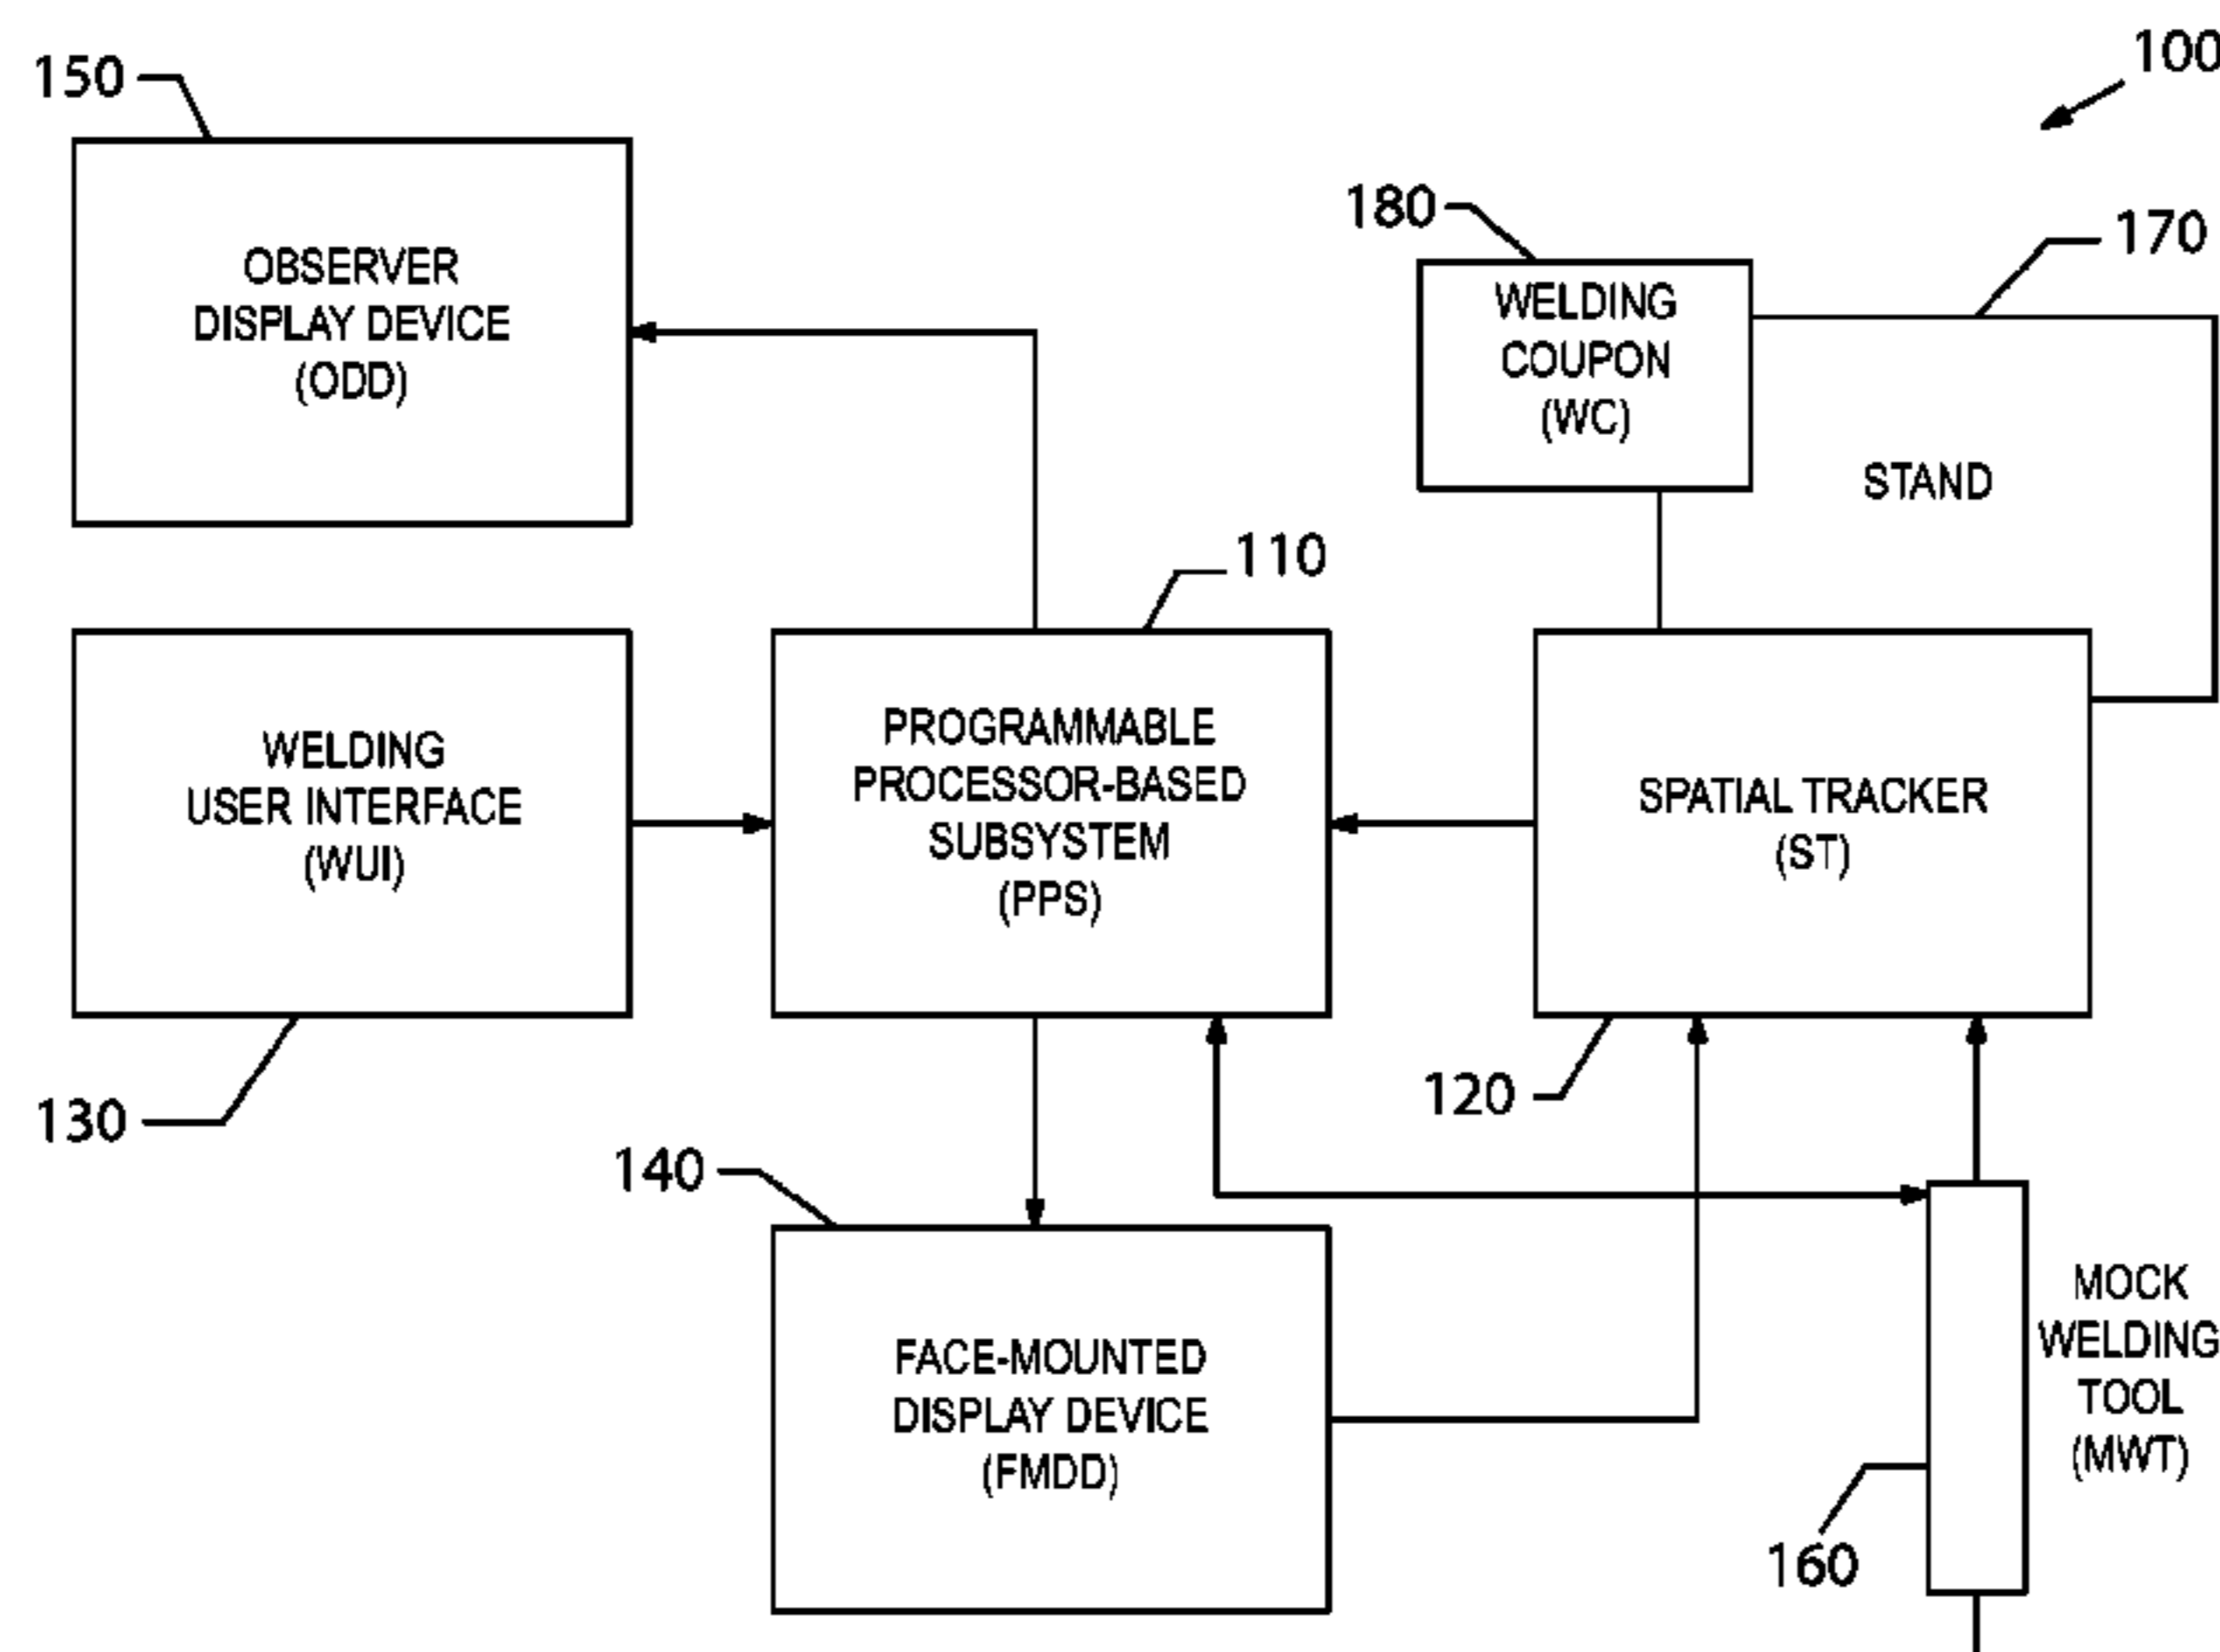 100
150
180
170
OBSERVER
DISPLAY DEVICE
(ODD)
WELDING
COUPON
(WC)
STAND
110
WELDING
USER INTERFACE
(WUI)
PROGRAMMABLE
PROCESSOR-BASED
SUBSYSTEM
(PPS)
SPATIAL TRACKER
(ST)
130
140
120
FACE-MOUNTED
DISPLAY DEVICE
(FMDD)
MOCK
WELDING
TOOL
(MWT)
160